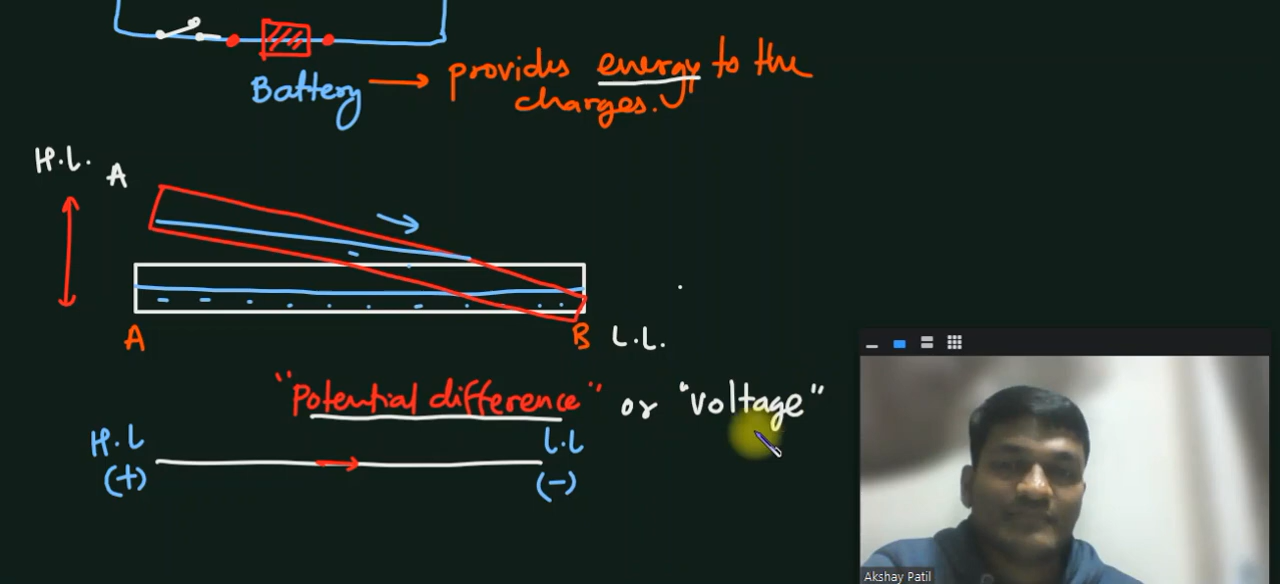 Battery → provides energy to the
charges.
H.L. A
A B L.L.
"Potential difference" or "voltage"
H.L L.L
(+) (-)
Akshay Patil